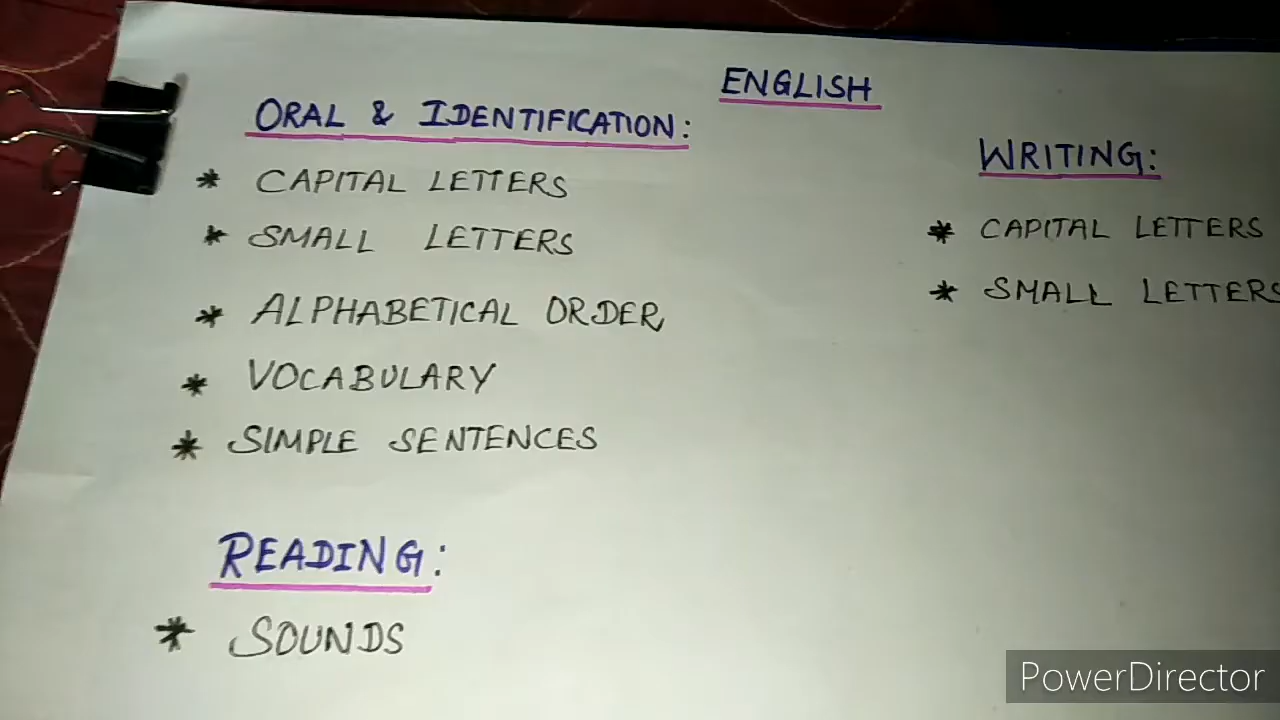 ENGLISH
ORAL & IDENTIFICATION:
* CAPITAL LETTERS
* SMALL LETTERS
* ALPHABETICAL ORDER
* VOCABULARY
* SIMPLE SENTENCES
READING:
* SOUNDS
WRITING:
* CAPITAL LETTERS
* SMALL LETTERS
PowerDirector